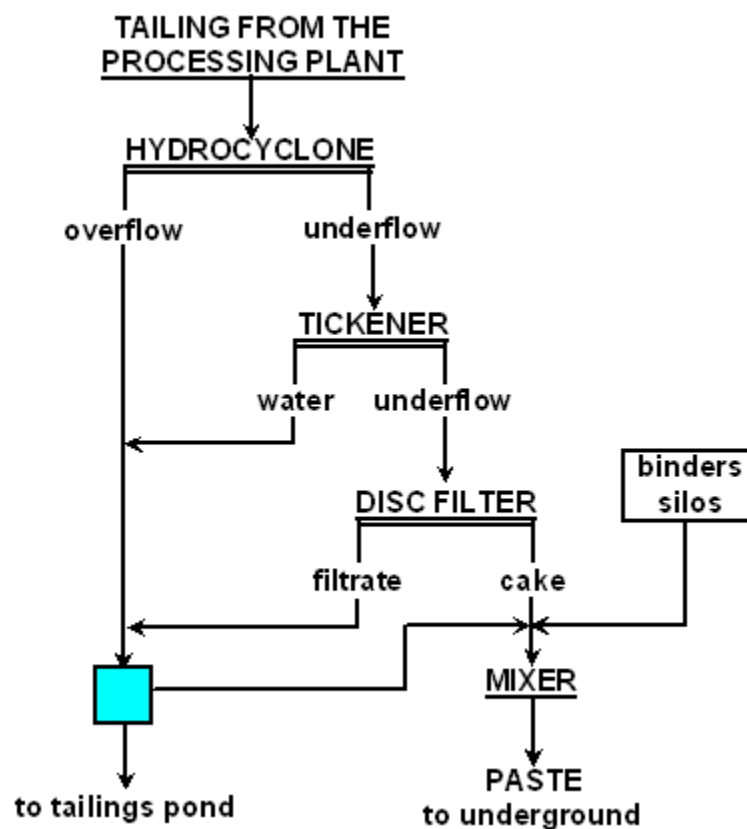 TAILING FROM THE
PROCESSING PLANT
HYDROCYCLONE
overflow
underflow
TICKENER
water
underflow
binders
silos
DISC FILTER
filtrate
cake
MIXER
to tailings pond
PASTE
to underground